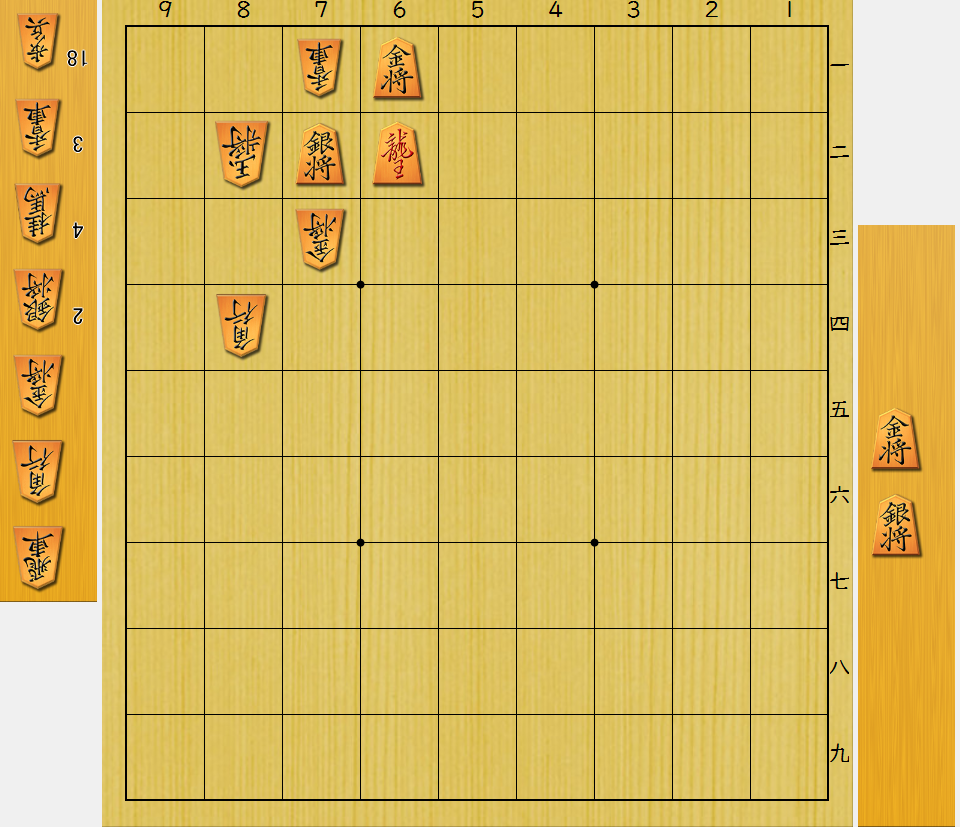 9 8 7 6 5 4 3 2 1
歩兵 18
香車 3
桂馬 4
銀将 2
金将
角行
飛車
香車 金将 一
玉将 銀将 龍王 二
金将 三
角行 四
五
六
七
八
九
金将
銀将